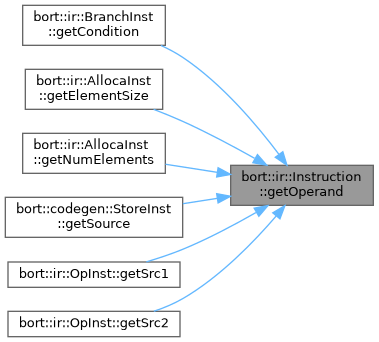 bort::ir::BranchInst
::getCondition
bort::ir::AllocaInst
::getElementSize
bort::ir::AllocaInst
::getNumElements
bort::ir::Instruction
::getOperand
bort::codegen::StoreInst
::getSource
bort::ir::OpInst::getSrc1
bort::ir::OpInst::getSrc2